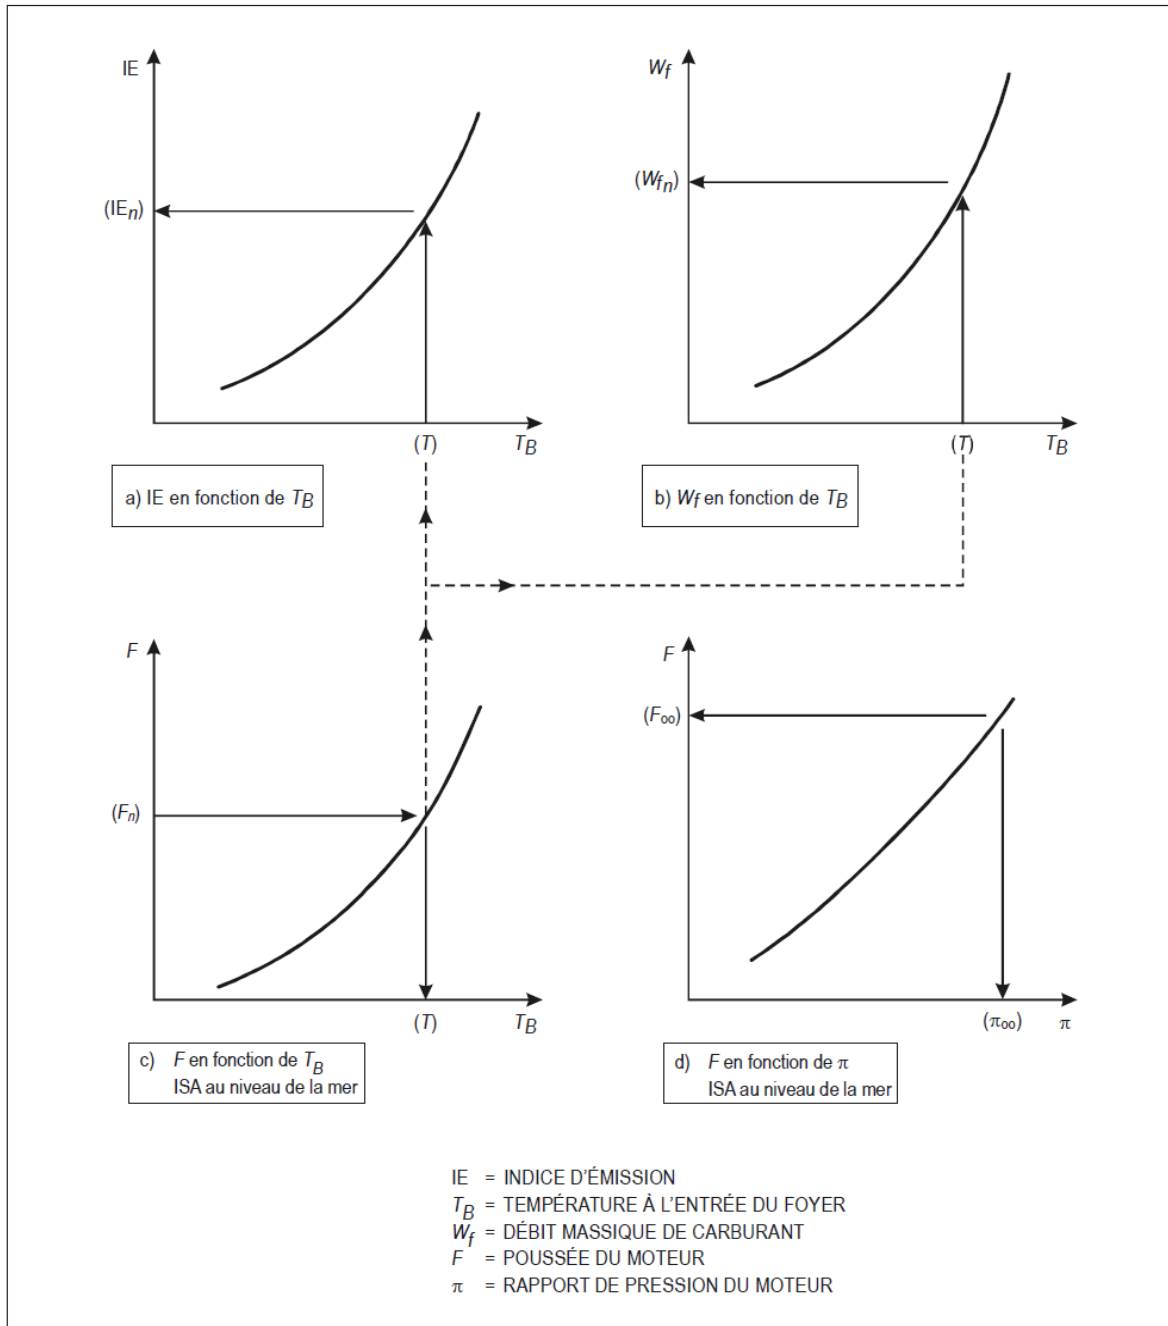 IE
(IEn)
(T) TB
a) IE en fonction de TB
Wf
(Wfn)
(T) TB
b) Wf en fonction de TB
F
(Fn)
(T) TB
c) F en fonction de TB
ISA au niveau de la mer
F
(Foo)
(πoo) π
d) F en fonction de π
ISA au niveau de la mer
IE = INDICE D'ÉMISSION
TB = TEMPÉRATURE À L'ENTRÉE DU FOYER
Wf = DÉBIT MASSIQUE DE CARBURANT
F = POUSSÉE DU MOTEUR
π = RAPPORT DE PRESSION DU MOTEUR